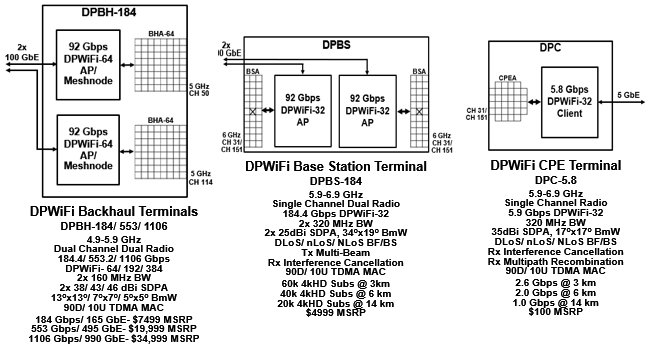 DPBH-184
2x
100 GbE
92 Gbps
DPWiFi-64
AP/
Meshnode
BHA-64
5 GHz
CH 50
92 Gbps
DPWiFi-64
AP/
Meshnode
BHA-64
5 GHz
CH 114
DPWiFi Backhaul Terminals
DPBH-184/ 553/ 1106
4.9-5.9 GHz
Dual Channel Dual Radio
184.4/ 553.2/ 1106 Gbps
DPWiFi- 64/ 192/ 384
2x 160 MHz BW
2x 38/ 43/ 46 dBi SDPA
13ºx13º/ 7ºx7º/ 5ºx5º BmW
90D/ 10U TDMA MAC
184 Gbps/ 165 GbE- $7499 MSRP
553 Gbps/ 495 GbE- $19,999 MSRP
1106 Gbps/ 990 GbE- $34,999 MSRP
DPBS
2x
00 GbE
BSA
92 Gbps
DPWiFi-32
AP
92 Gbps
DPWiFi-32
AP
BSA
6 GHz
CH 31/
CH 151
6 GHz
CH 31/
CH 151
DPWiFi Base Station Terminal
DPBS-184
5.9-6.9 GHz
Single Channel Dual Radio
184.4 Gbps DPWiFi-32
2x 320 MHz BW
2x 25dBi SDPA, 34ºx19º BmW
DLoS/ nLoS/ NLoS BF/BS
Tx Multi-Beam
Rx Interference Cancellation
90D/ 10U TDMA MAC
60k 4kHD Subs @ 3km
40k 4kHD Subs @ 6 km
20k 4kHD Subs @ 14 km
$4999 MSRP
DPC
CPEA
5.8 Gbps
DPWiFi-32
Client
5 GbE
CH 31/
CH 151
DPWiFi CPE Terminal
DPC-5.8
5.9-6.9 GHz
Single Channel Radio
5.9 Gbps DPWiFi-32
320 MHz BW
35dBi SDPA, 17ºx17º BmW
DLoS/ nLoS/ NLoS BF/BS
Rx Interference Cancellation
Rx Multipath Recombination
90D/ 10U TDMA MAC
2.6 Gbps @ 3 km
2.0 Gbps @ 6 km
1.0 Gbps @ 14 km
$100 MSRP